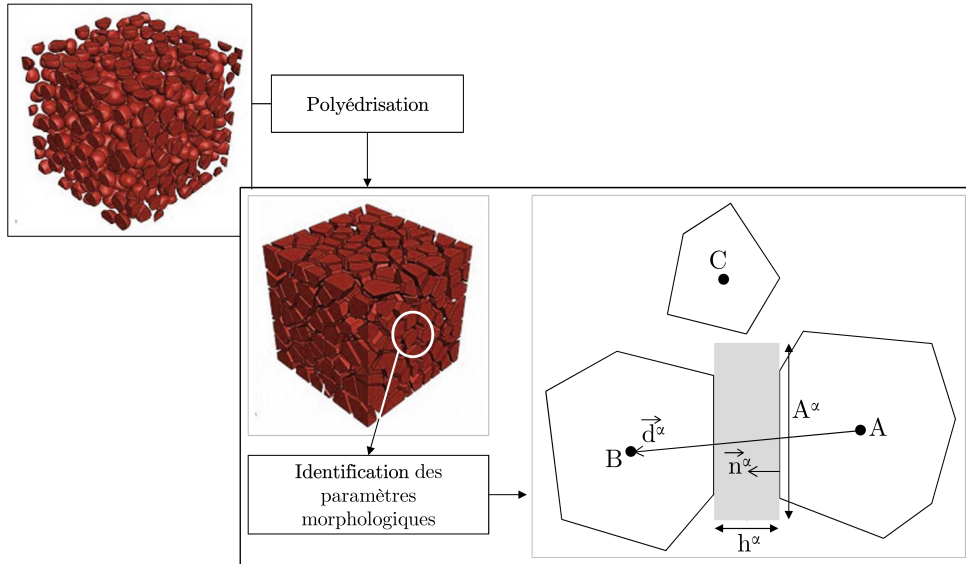 Polyédrisation
C
A^α
A
d^α
B
n^α
h^α
Identification des
paramètres
morphologiques